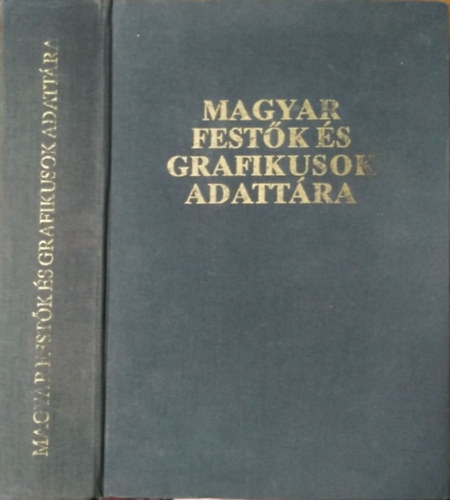 MAGYAR FESTŐK ÉS GRAFIKUSOK ADATTÁRA
MAGYAR
FESTŐK ÉS
GRAFIKUSOK
ADATTÁRA